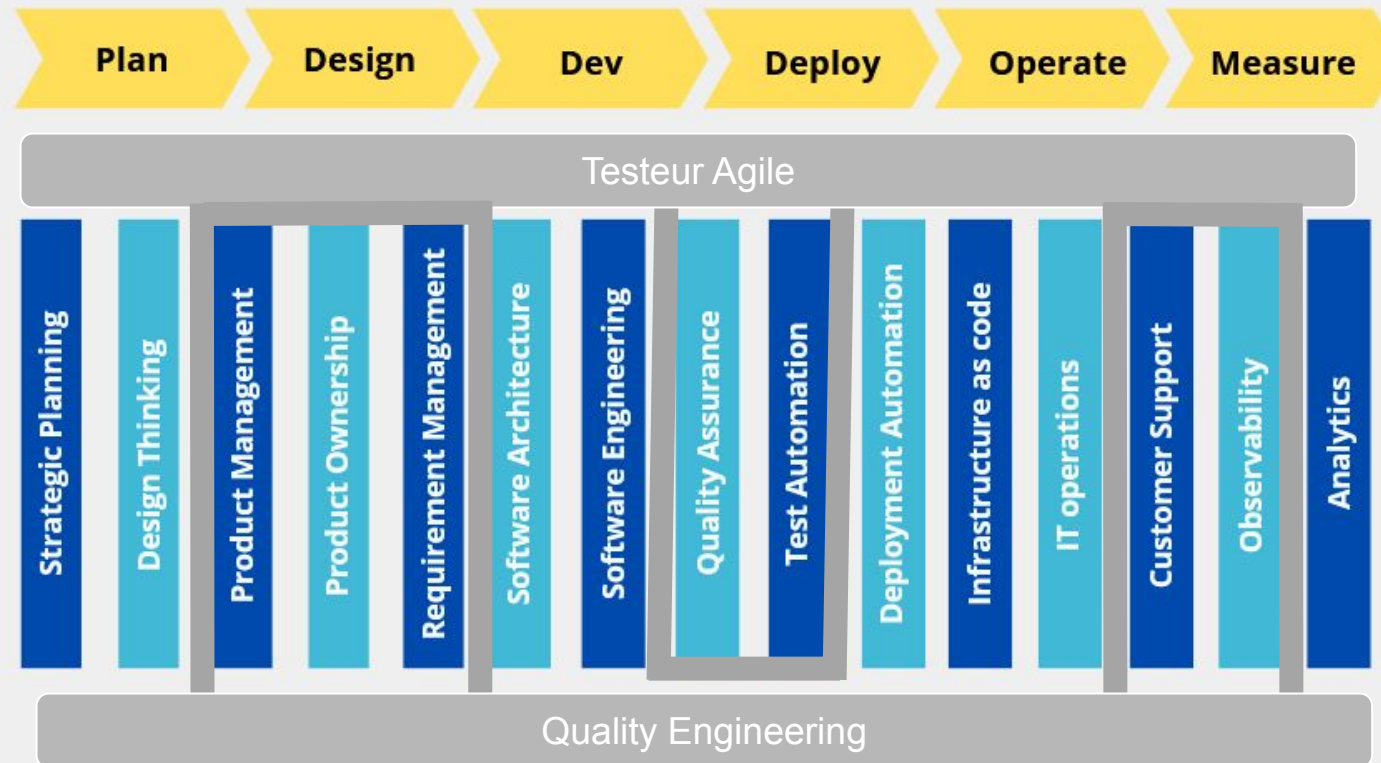 Plan
Design
Dev
Deploy
Operate
Measure
Testeur Agile
Strategic Planning
Design Thinking
Product Management
Product Ownership
Requirement Management
Software Architecture
Software Engineering
Quality Assurance
Test Automation
Deployment Automation
Infrastructure as code
IT operations
Customer Support
Observability
Analytics
Quality Engineering